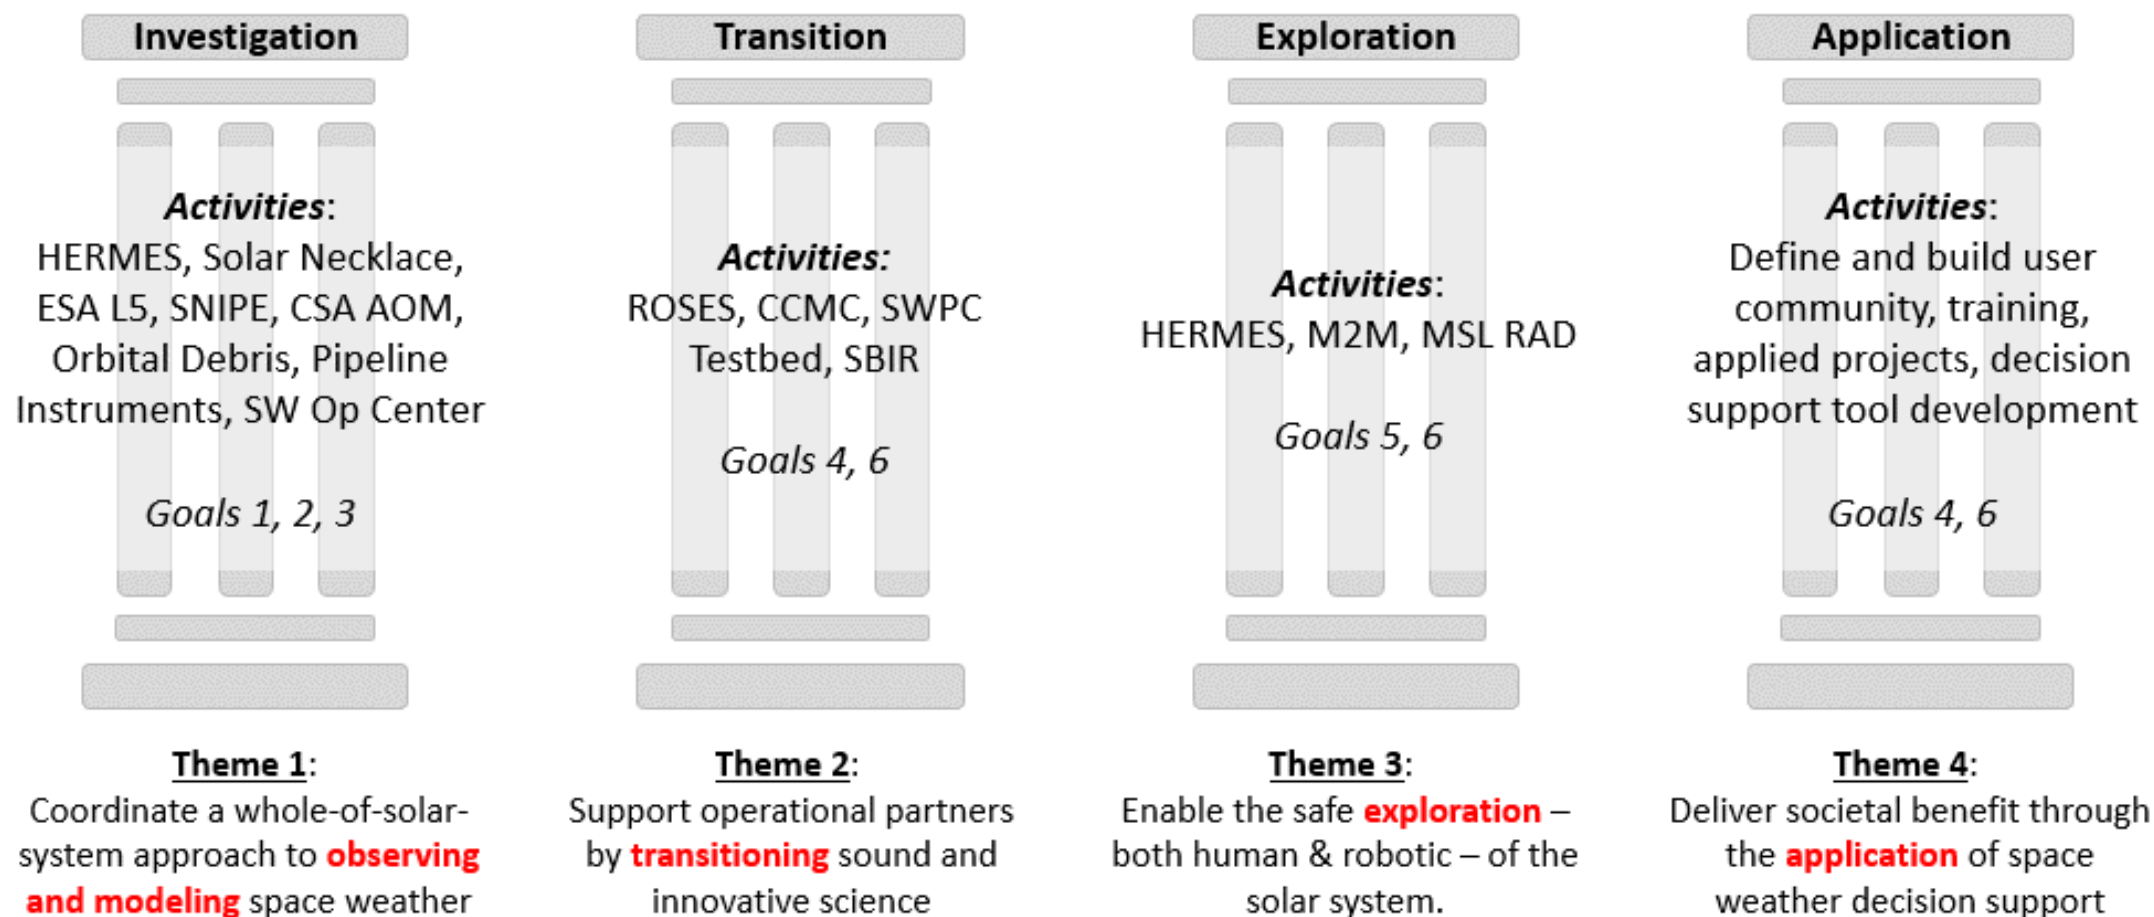 Investigation
Activities:
HERMES, Solar Necklace,
ESA L5, SNIPE, CSA AOM,
Orbital Debris, Pipeline
Instruments, SW Op Center
Goals 1, 2, 3
Theme 1:
Coordinate a whole-of-solar-
system approach to observing
and modeling space weather
Transition
Activities:
ROSES, CCMC, SWPC
Testbed, SBIR
Goals 4, 6
Theme 2:
Support operational partners
by transitioning sound and
innovative science
Exploration
Activities:
HERMES, M2M, MSL RAD
Goals 5, 6
Theme 3:
Enable the safe exploration –
both human & robotic – of the
solar system.
Application
Activities:
Define and build user
community, training,
applied projects, decision
support tool development
Goals 4, 6
Theme 4:
Deliver societal benefit through
the application of space
weather decision support